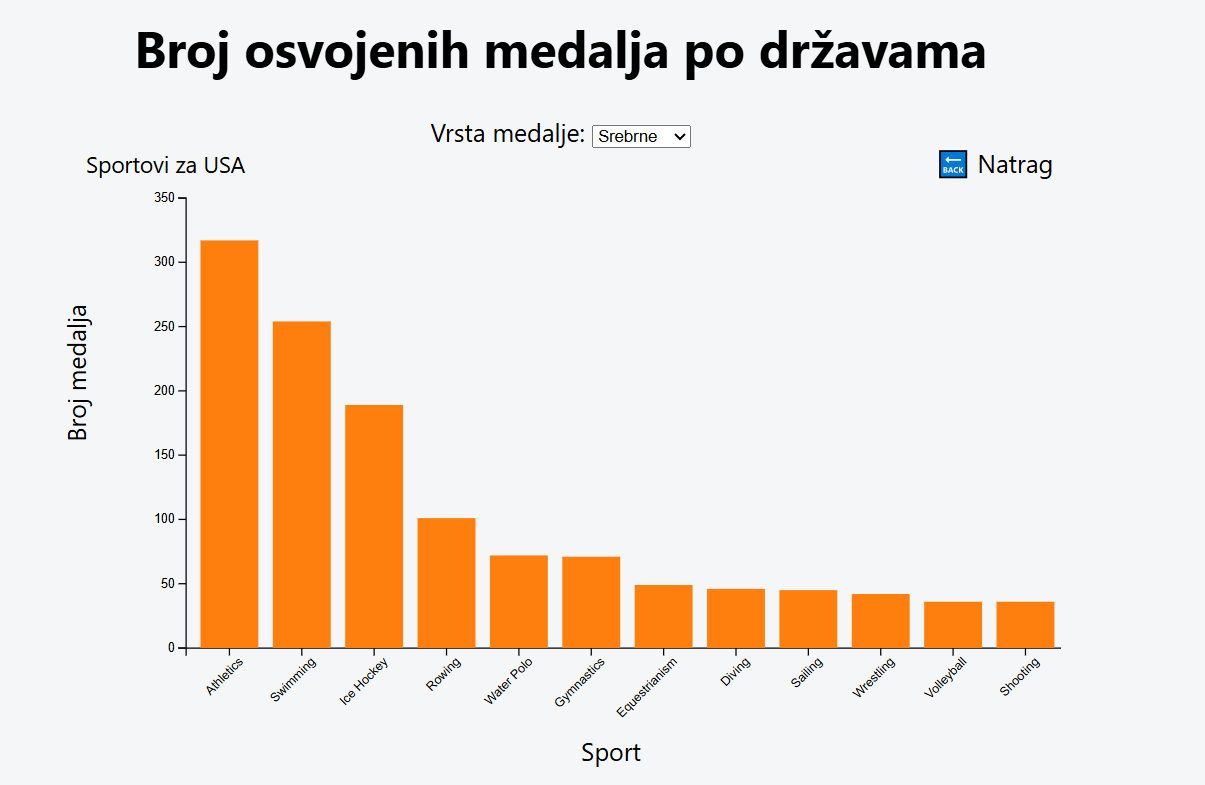 Broj osvojenih medalja po državama
Vrsta medalje: Srebrne
Sportovi za USA
BACK Natrag
350
300
250
200
150
100
50
0
Broj medalja
Athletics
Swimming
Ice Hockey
Rowing
Water Polo
Gymnastics
Equestrianism
Diving
Sailing
Wrestling
Volleyball
Shooting
Sport